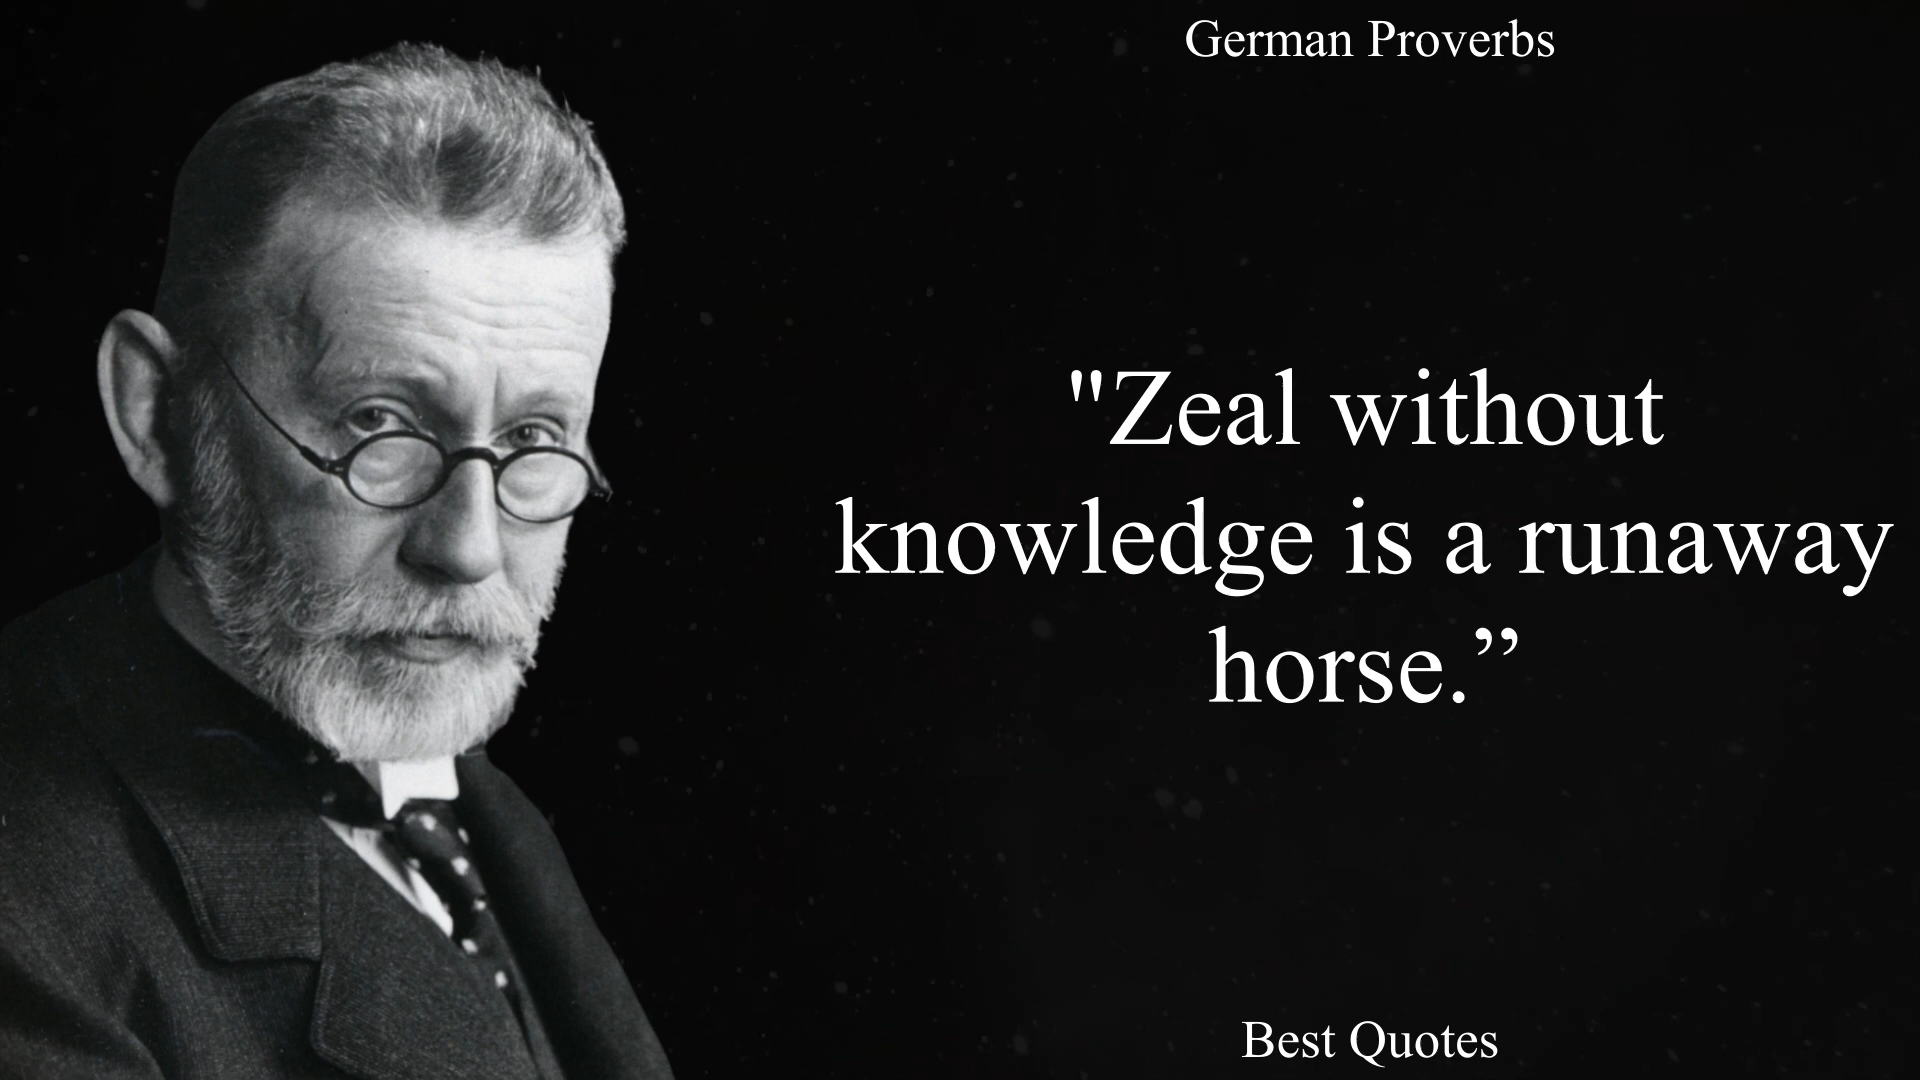 German Proverbs
"Zeal without
knowledge is a runaway
horse.”
Best Quotes